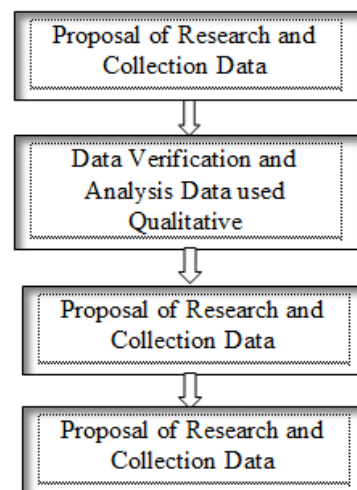 Proposal of Research and
Collection Data
Data Verification and
Analysis Data used
Qualitative
Proposal of Research and
Collection Data
Proposal of Research and
Collection Data